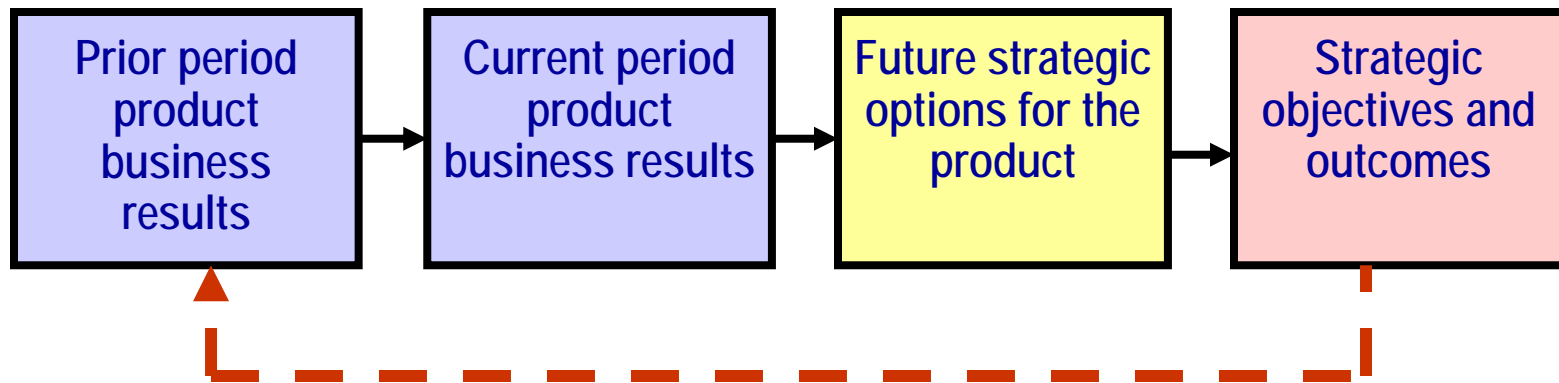 Prior period
product
business
results
Current period
product
business results
Future strategic
options for the
product
Strategic
objectives and
outcomes